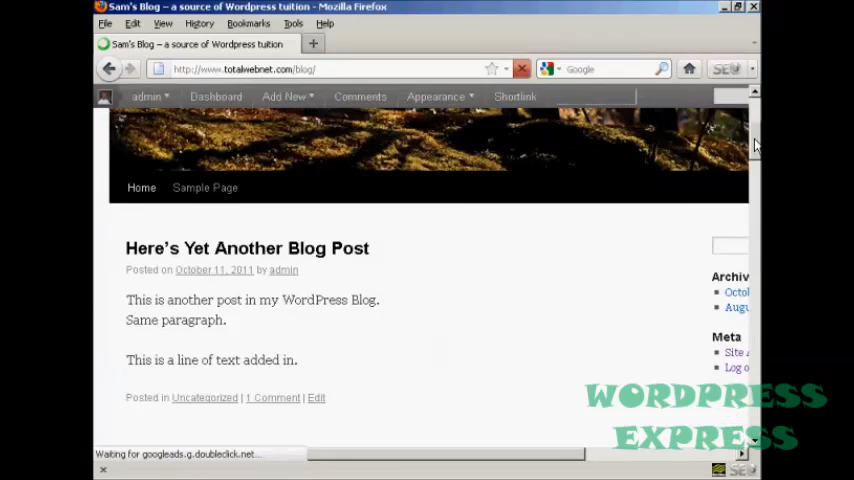 Sam's Blog – a source of Wordpress tuition - Mozilla Firefox
File Edit View History Bookmarks Tools Help
Sam's Blog – a source of Wordpress tuition
http://www.totalwebnet.com/blog/
Google
SEO
admin Dashboard Add New Comments Appearance Shortlink
Home Sample Page
Here's Yet Another Blog Post
Posted on October 11, 2011 by admin
This is another post in my WordPress Blog.
Same paragraph.
This is a line of text added in.
Posted in Uncategorized | 1 Comment | Edit
Archiv
Octol
Augu
Meta
Site A
Log o
WORDPRESS
EXPRESS
Waiting for googleads.g.doubleclick.net...
SEO